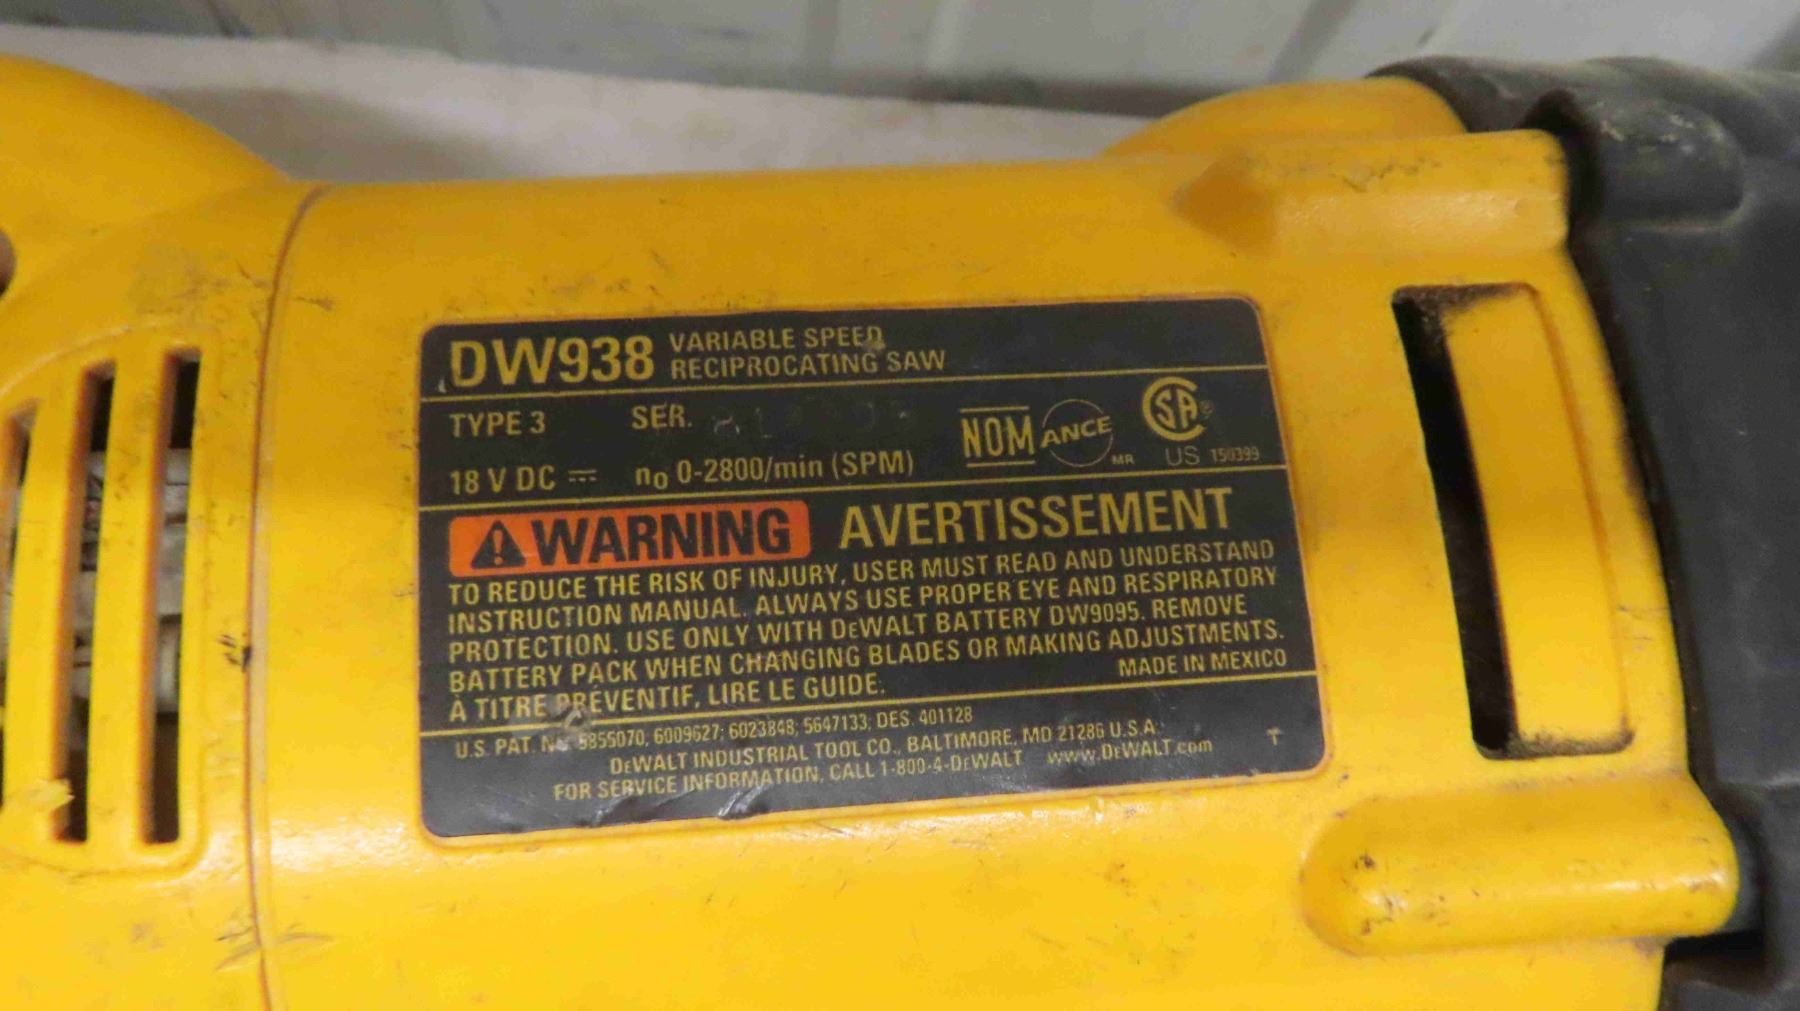 DW938 VARIABLE SPEED
RECIPROCATING SAW
TYPE 3 SER.
NOM ANCE MR SA® US 150399
18 V DC ⎓ n₀ 0-2800/min (SPM)
⚠WARNING AVERTISSEMENT
TO REDUCE THE RISK OF INJURY, USER MUST READ AND UNDERSTAND
INSTRUCTION MANUAL. ALWAYS USE PROPER EYE AND RESPIRATORY
PROTECTION. USE ONLY WITH DEWALT BATTERY DW9095. REMOVE
BATTERY PACK WHEN CHANGING BLADES OR MAKING ADJUSTMENTS.
À TITRE PRÉVENTIF, LIRE LE GUIDE. MADE IN MEXICO
U.S. PAT. 5855070, 6009627; 6023848; 5647133; DES. 401128
DEWALT INDUSTRIAL TOOL CO., BALTIMORE, MD 21286 U.S.A.
FOR SERVICE INFORMATION, CALL 1-800-4-DEWALT www.DEWALT.com T